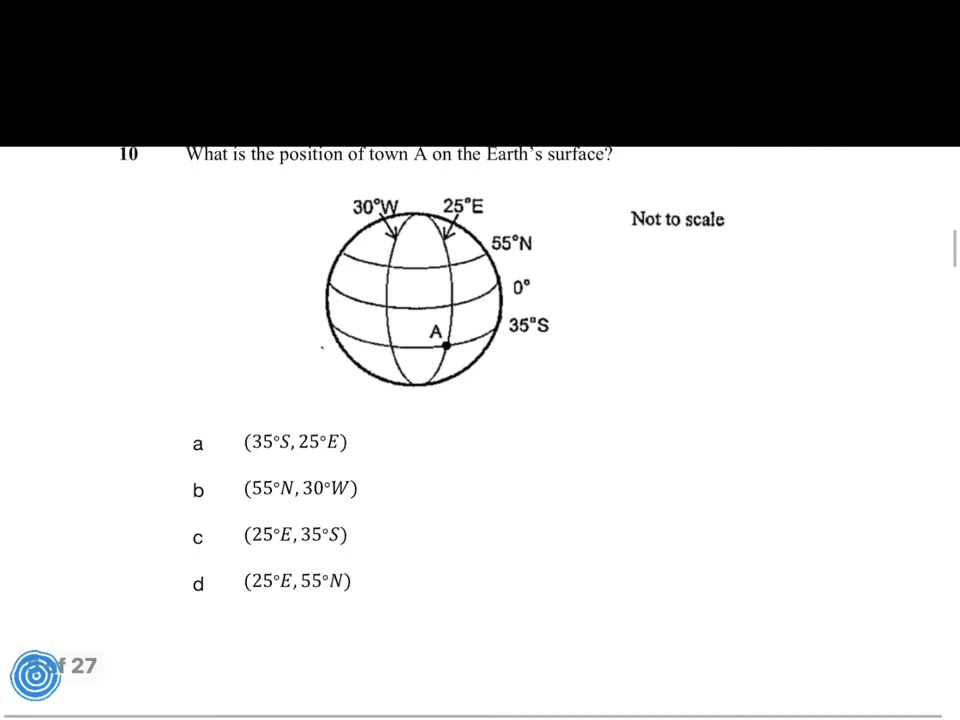 10 What is the position of town A on the Earth's surface?
30°W 25°E
Not to scale
55°N
0°
35°S
A
a (35°S, 25°E)
b (55°N, 30°W)
c (25°E, 35°S)
d (25°E, 55°N)
of 27